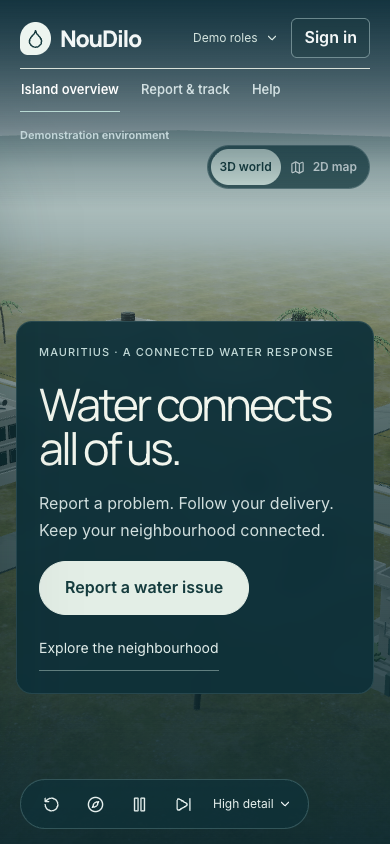 NouDilo
Demo roles
Sign in
Island overview
Report & track
Help
Demonstration environment
3D world
2D map
MAURITIUS · A CONNECTED WATER RESPONSE
Water connects
all of us.
Report a problem. Follow your delivery.
Keep your neighbourhood connected.
Report a water issue
Explore the neighbourhood
High detail